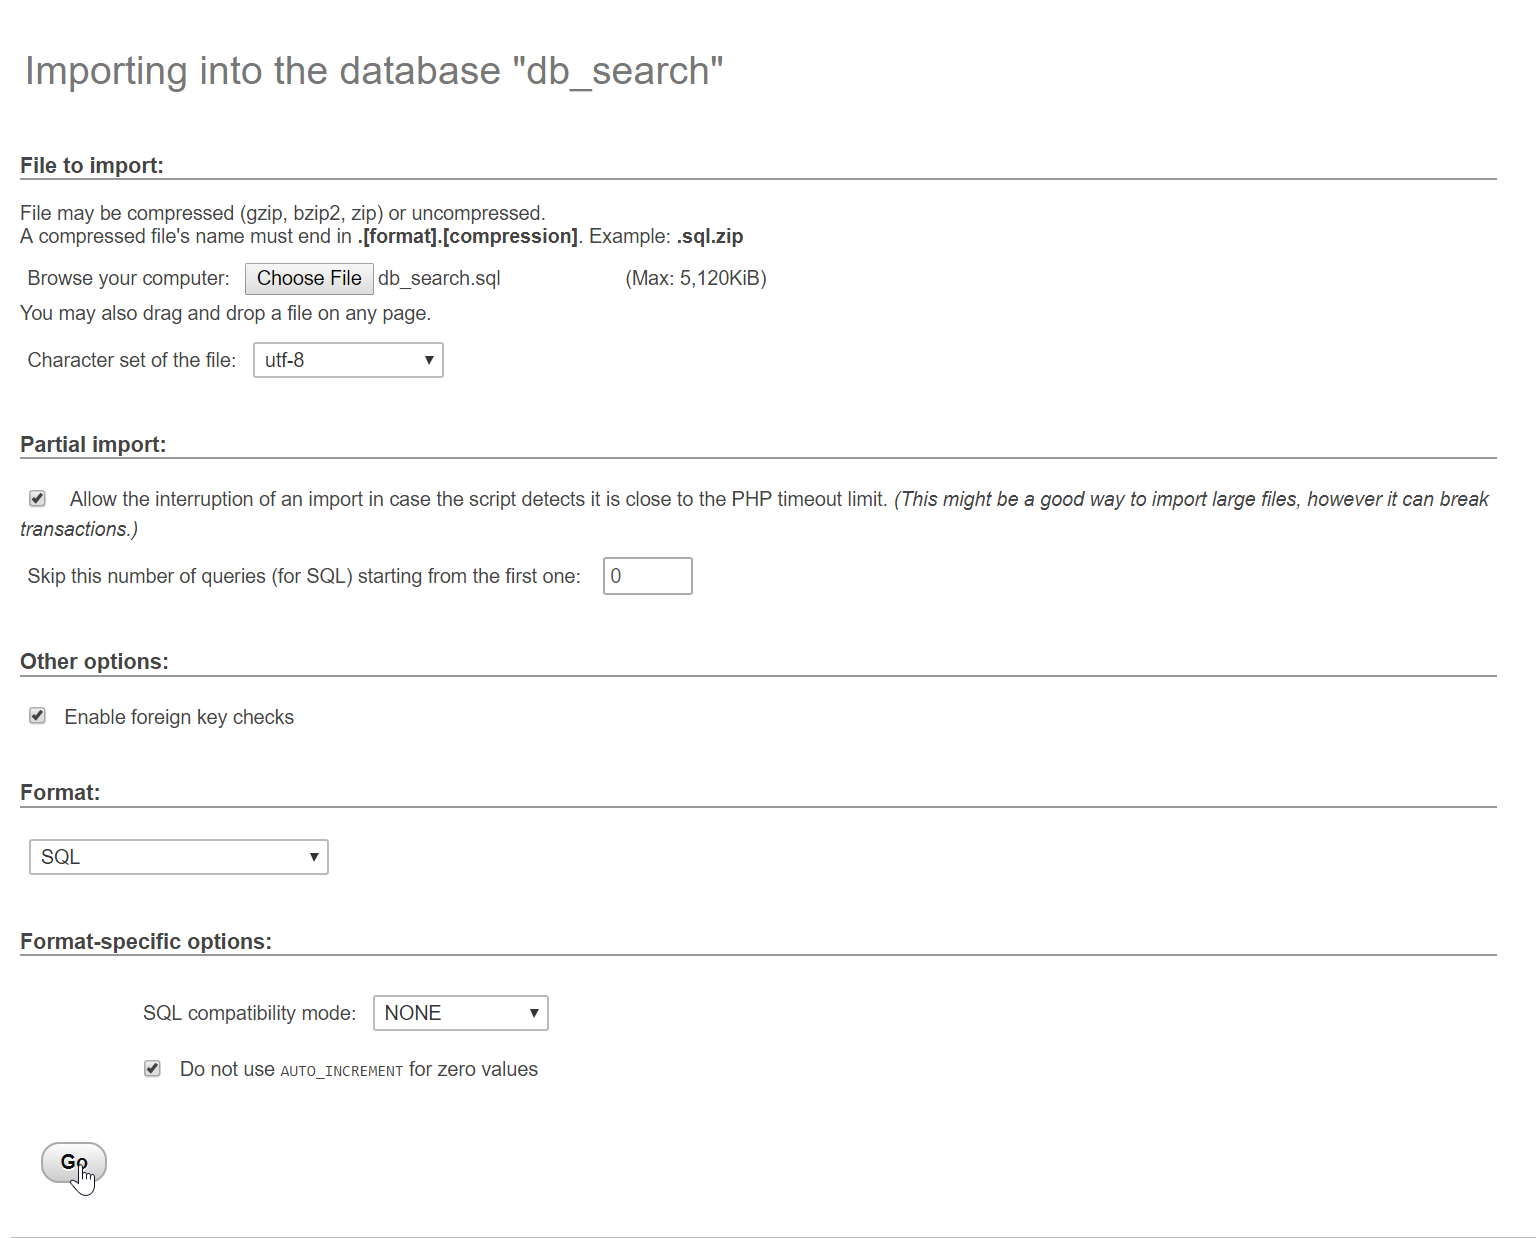 Importing into the database "db_search"
File to import:
File may be compressed (gzip, bzip2, zip) or uncompressed.
A compressed file's name must end in .[format].[compression]. Example: .sql.zip
Browse your computer: Choose File db_search.sql (Max: 5,120KiB)
You may also drag and drop a file on any page.
Character set of the file: utf-8
Partial import:
Allow the interruption of an import in case the script detects it is close to the PHP timeout limit. (This might be a good way to import large files, however it can break
transactions.)
Skip this number of queries (for SQL) starting from the first one: 0
Other options:
Enable foreign key checks
Format:
SQL
Format-specific options:
SQL compatibility mode: NONE
Do not use AUTO_INCREMENT for zero values
Go